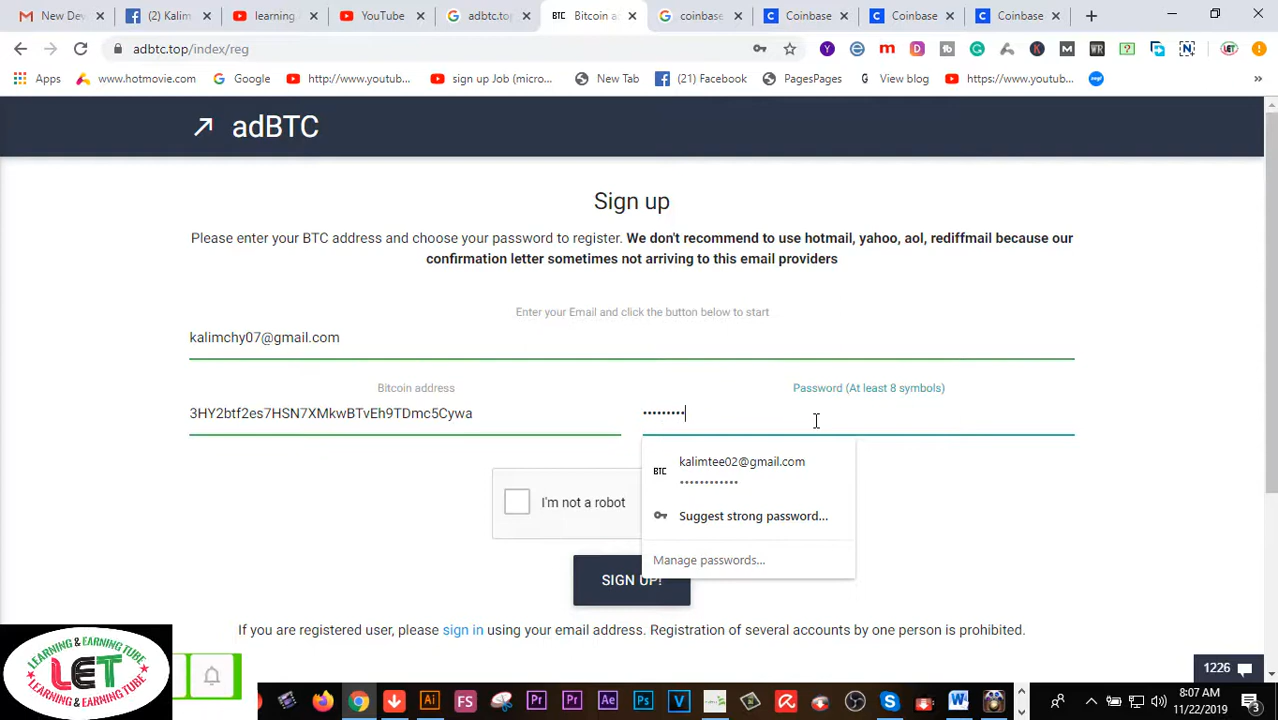 New Dev
(2) Kalim
learning
YouTube
adbtc.top
Bitcoin a
coinbase
Coinbase
Coinbase
Coinbase
adbtc.top/index/reg
Apps
www.hotmovie.com
Google
http://www.youtub...
sign up Job (micro...
New Tab
(21) Facebook
PagesPages
View blog
https://www.youtub...
»
adBTC
Sign up
Please enter your BTC address and choose your password to register. We don't recommend to use hotmail, yahoo, aol, rediffmail because our
confirmation letter sometimes not arriving to this email providers
Enter your Email and click the button below to start
kalimchy07@gmail.com
Bitcoin address
Password (At least 8 symbols)
3HY2btf2es7HSN7XMkwBTvEh9TDmc5Cywa
•••••••••
kalimtee02@gmail.com
••••••••••••
I'm not a robot
Suggest strong password...
Manage passwords...
SIGN UP!
If you are registered user, please sign in using your email address. Registration of several accounts by one person is prohibited.
LEARNING & EARNING TUBE
LET
LEARNING & EARNING TUBE
1226
8:07 AM
11/22/2019